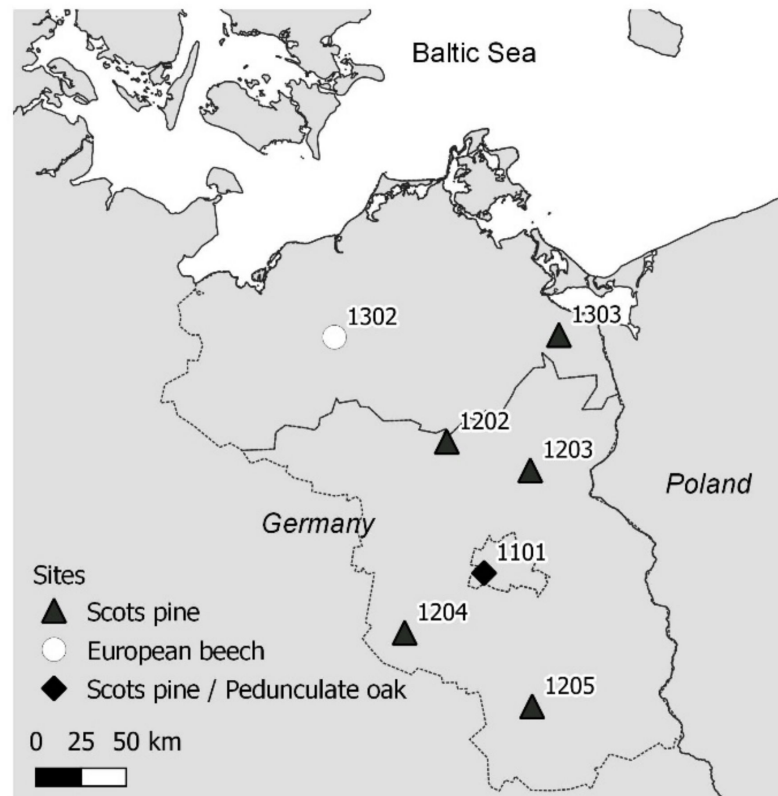 Baltic Sea
1302
1303
1202
1203
Poland
Germany
1101
Sites
Scots pine
1204
European beech
Scots pine / Pedunculate oak
1205
0 25 50 km